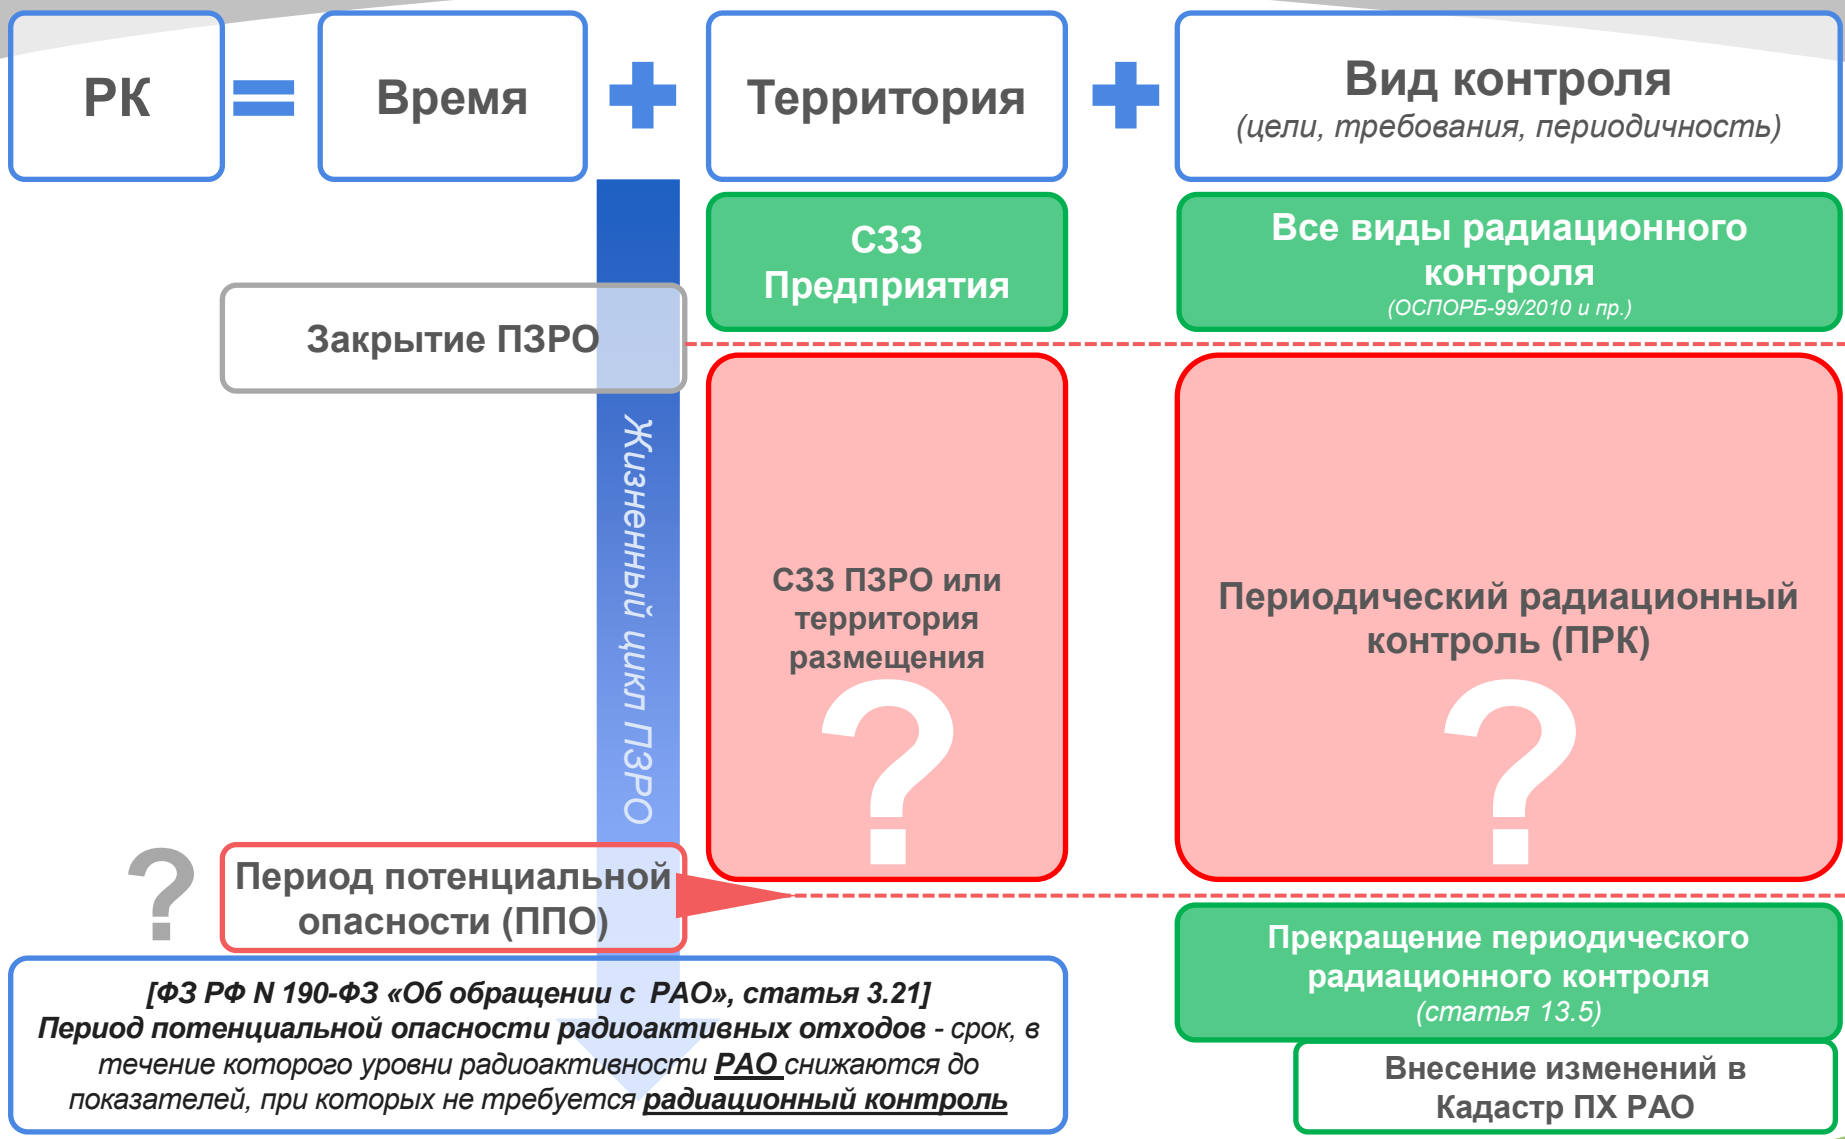 РК
=
Время
+
Территория
+
Вид контроля
(цели, требования, периодичность)
СЗЗ
Предприятия
Все виды радиационного
контроля
(ОСПОРБ-99/2010 и пр.)
Закрытие ПЗРО
Жизненный цикл ПЗРО
СЗЗ ПЗРО или
территория
размещения
?
Периодический радиационный
контроль (ПРК)
?
?
Период потенциальной
опасности (ППО)
Прекращение периодического
радиационного контроля
(статья 13.5)
Внесение изменений в
Кадастр ПХ РАО
[ФЗ РФ N 190-ФЗ «Об обращении с РАО», статья 3.21]
Период потенциальной опасности радиоактивных отходов - срок, в
течение которого уровни радиоактивности РАО снижаются до
показателей, при которых не требуется радиационный контроль